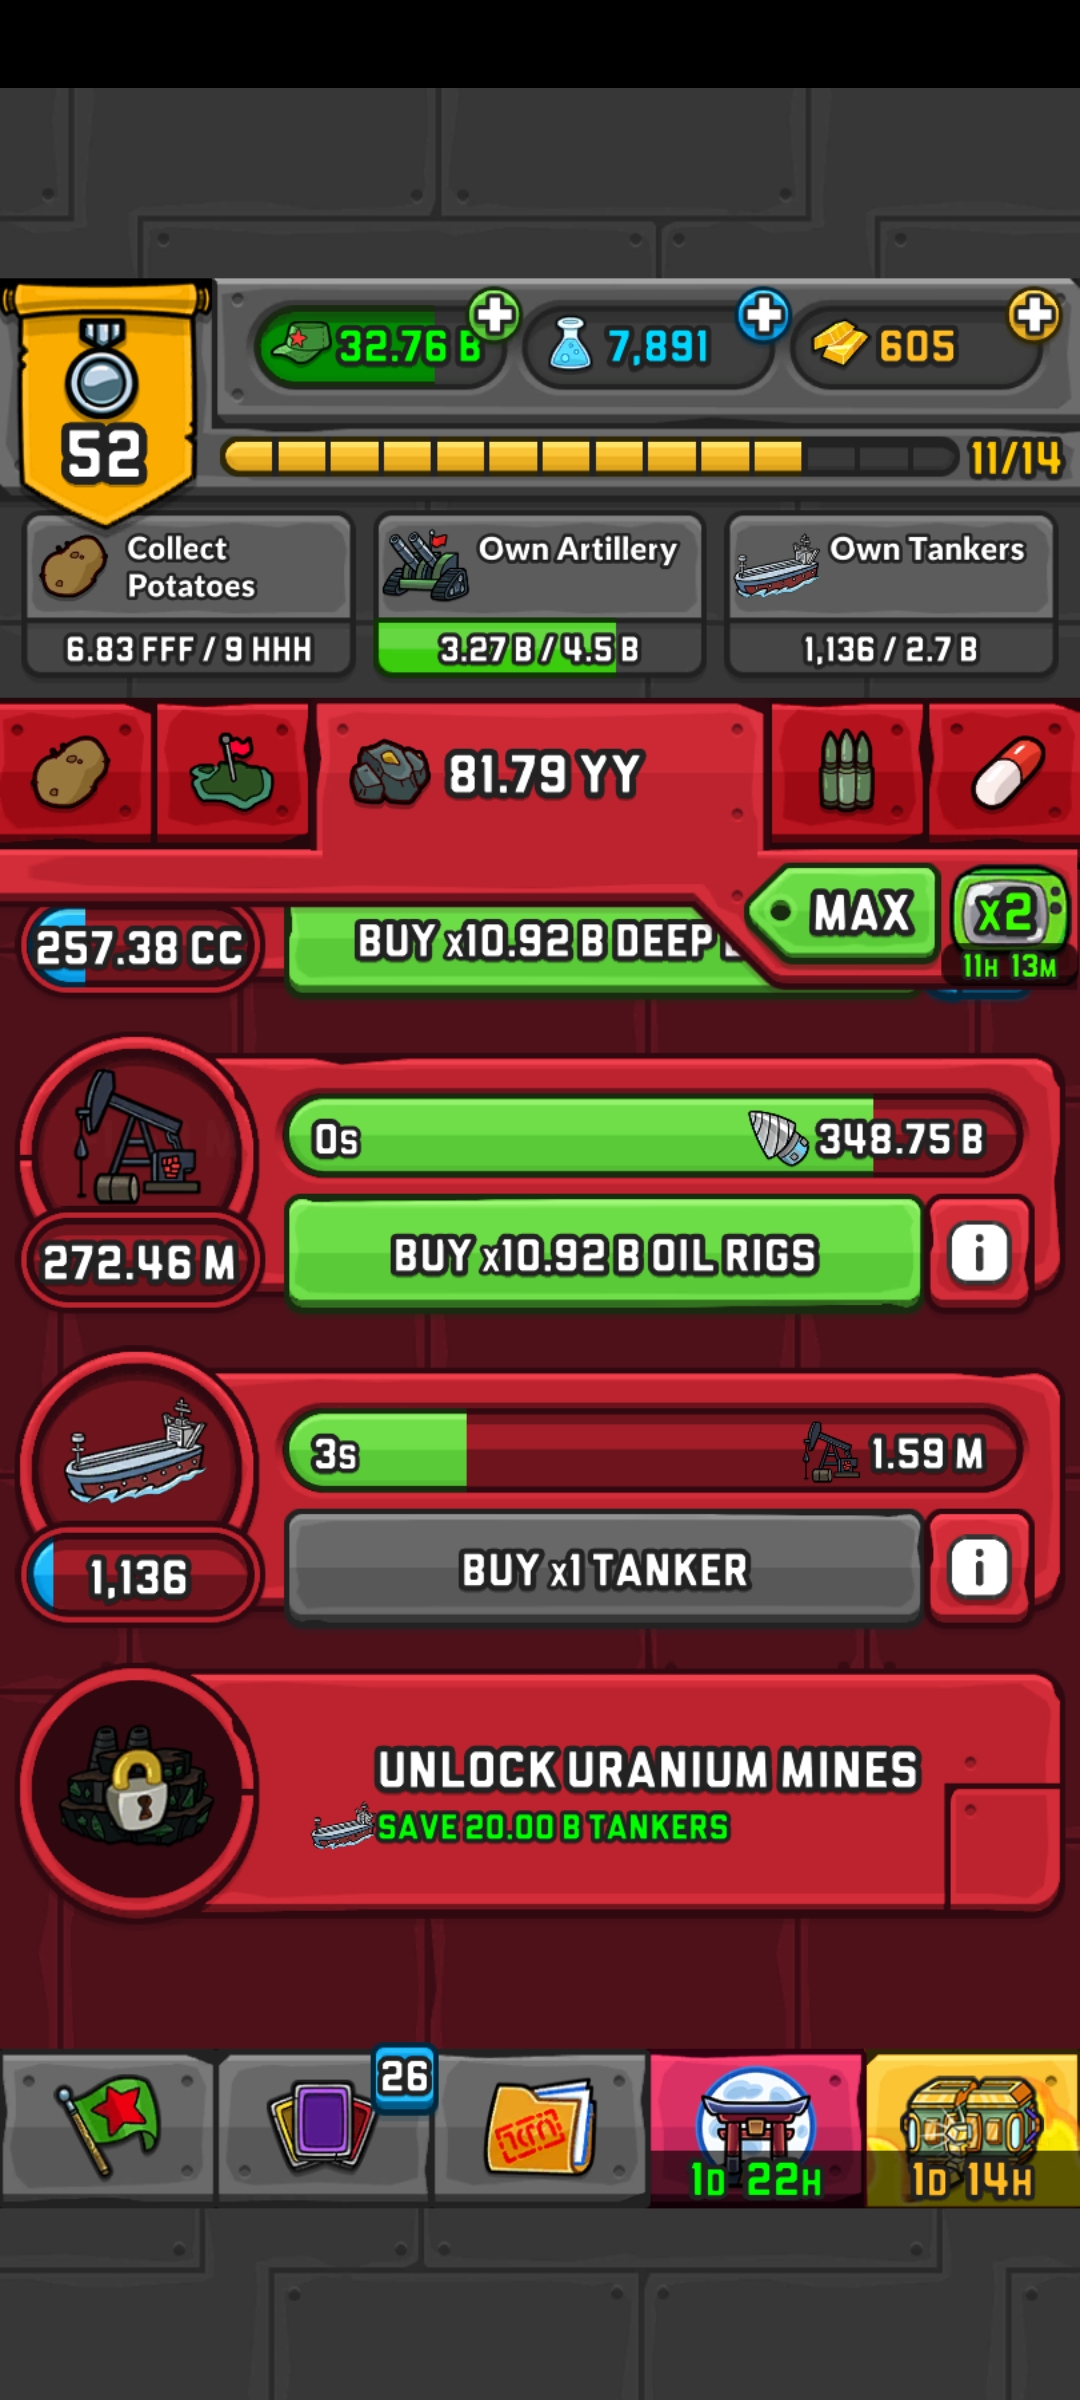 32.76 B
7,891
605
52
11/14
Collect
Potatoes
6.83 FFF / 9 HHH
Own Artillery
3.27 B / 4.5 B
Own Tankers
1,136 / 2.7 B
81.79 YY
MAX
x2
11H 13M
257.38 CC
BUY x10.92 B DEEP
0s
348.75 B
272.46 M
BUY x10.92 B OIL RIGS
i
3s
1.59 M
1,136
BUY x1 TANKER
i
UNLOCK URANIUM MINES
SAVE 20.00 B TANKERS
26
1D 22H
1D 14H